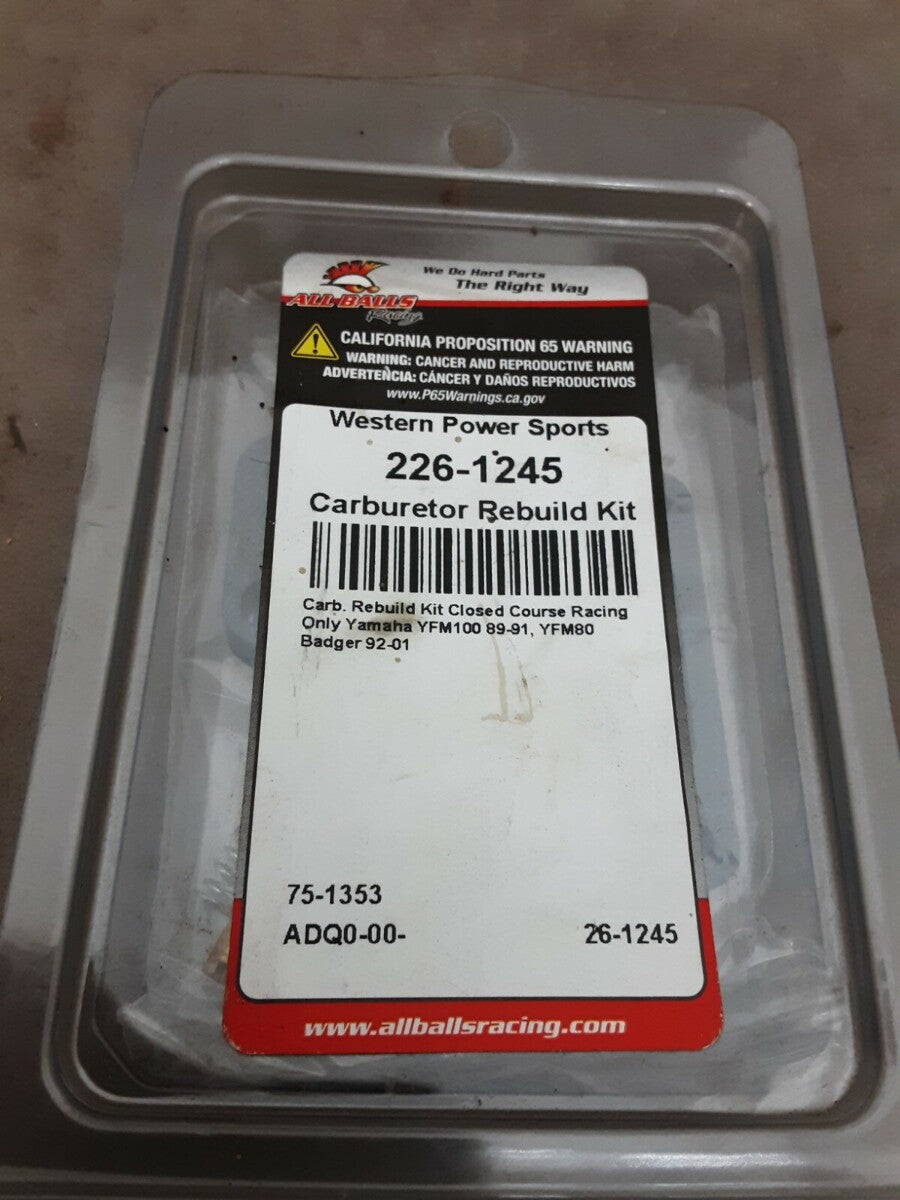 We Do Hard Parts
The Right Way
ALL BALLS
Racing
CALIFORNIA PROPOSITION 65 WARNING
WARNING: CANCER AND REPRODUCTIVE HARM
ADVERTENCIA: CÁNCER Y DAÑOS REPRODUCTIVOS
www.P65Warnings.ca.gov
Western Power Sports
226-1245
Carburetor Rebuild Kit
Carb. Rebuild Kit Closed Course Racing
Only Yamaha YFM100 89-91, YFM80
Badger 92-01
75-1353
ADQ0-00- 26-1245
www.allballsracing.com